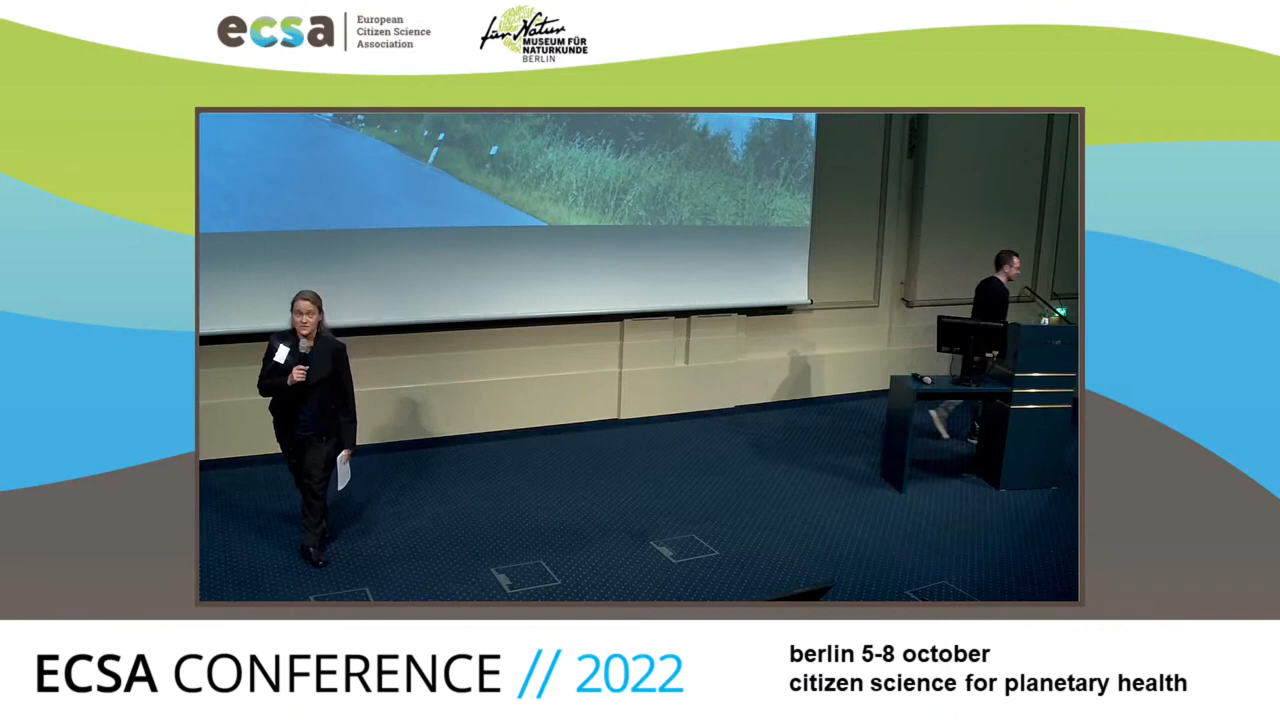 ecsa
European
Citizen Science
Association
für Natur
MUSEUM FÜR
NATURKUNDE
BERLIN
ECSA CONFERENCE // 2022
berlin 5-8 october
citizen science for planetary health